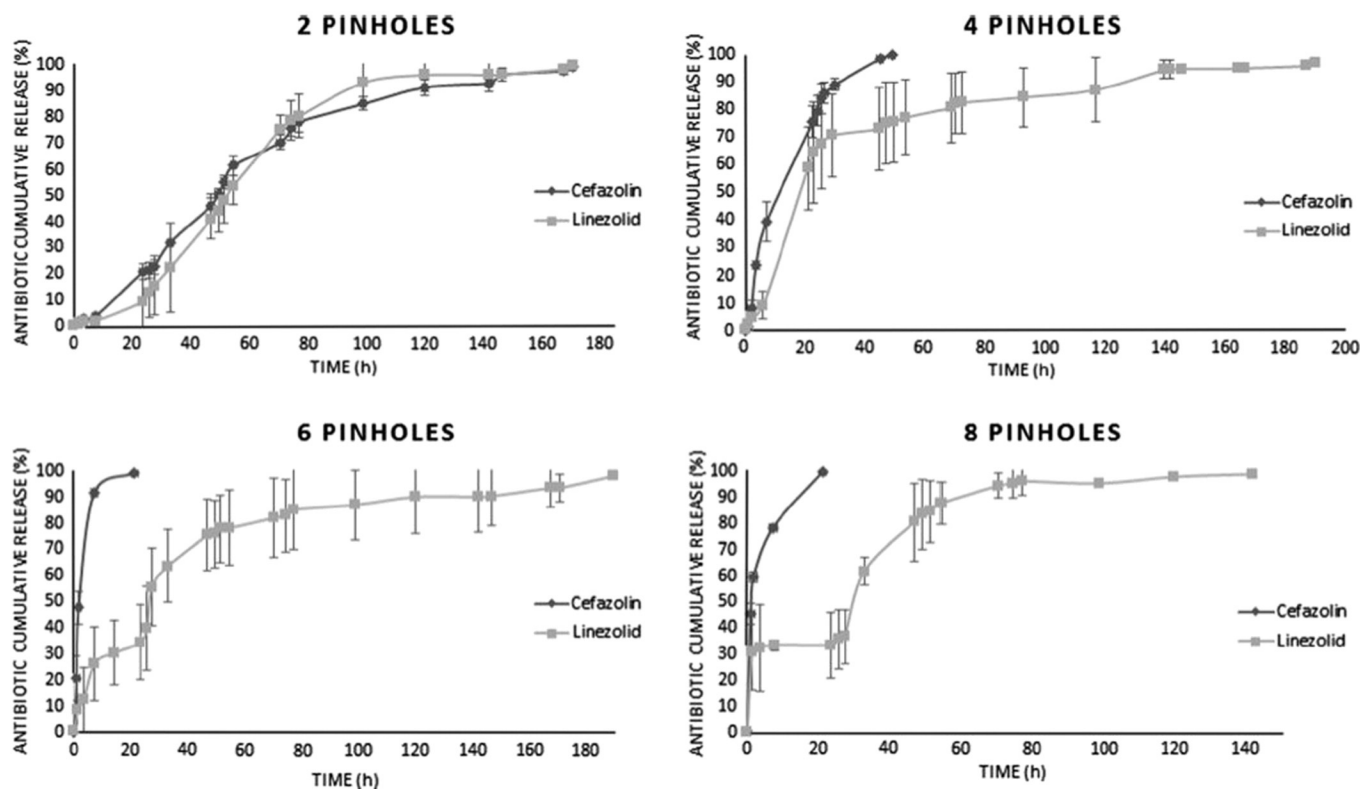 2 PINHOLES
ANTIBIOTIC CUMULATIVE RELEASE (%)
100
90
80
70
60
50
40
30
20
10
0
0 20 40 60 80 100 120 140 160 180
TIME (h)
Cefazolin
Linezolid
4 PINHOLES
ANTIBIOTIC CUMULATIVE RELEASE (%)
100
90
80
70
60
50
40
30
20
10
0
0 20 40 60 80 100 120 140 160 180 200
TIME (h)
Cefazolin
Linezolid
6 PINHOLES
ANTIBIOTIC CUMULATIVE RELEASE (%)
100
90
80
70
60
50
40
30
20
10
0
0 20 40 60 80 100 120 140 160 180
TIME (h)
Cefazolin
Linezolid
8 PINHOLES
ANTIBIOTIC CUMULATIVE RELEASE (%)
100
90
80
70
60
50
40
30
20
10
0
0 20 40 60 80 100 120 140
TIME (h)
Cefazolin
Linezolid